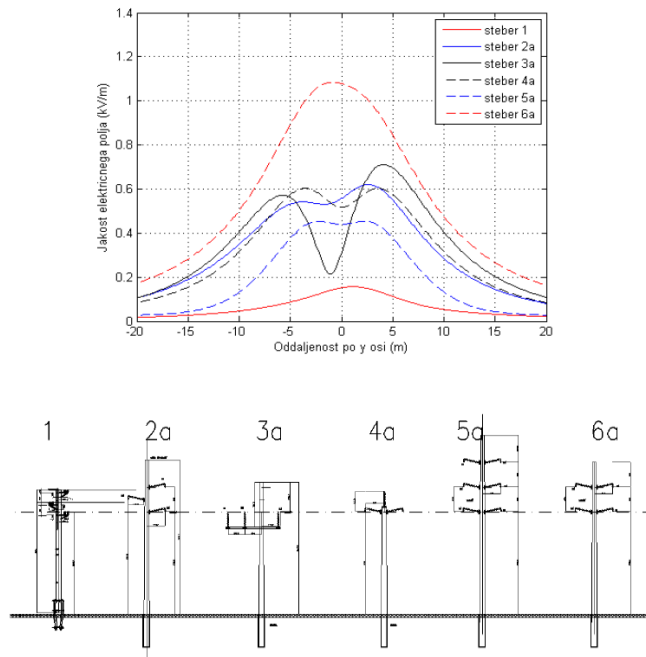 1.4
1.2
1
0.8
0.6
0.4
0.2
0
Jakost elektricnega polja (kV/m)
steber 1
steber 2a
steber 3a
steber 4a
steber 5a
steber 6a
-20 -15 -10 -5 0 5 10 15 20
Oddaljenost po y osi (m)
1 2a 3a 4a 5a 6a